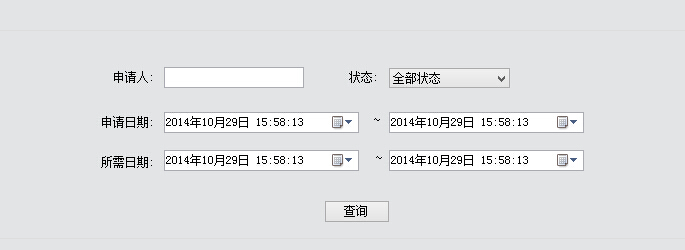 申请人: 状态: 全部状态
申请日期: 2014年10月29日 15:58:13 ~ 2014年10月29日 15:58:13
所需日期: 2014年10月29日 15:58:13 ~ 2014年10月29日 15:58:13
查询